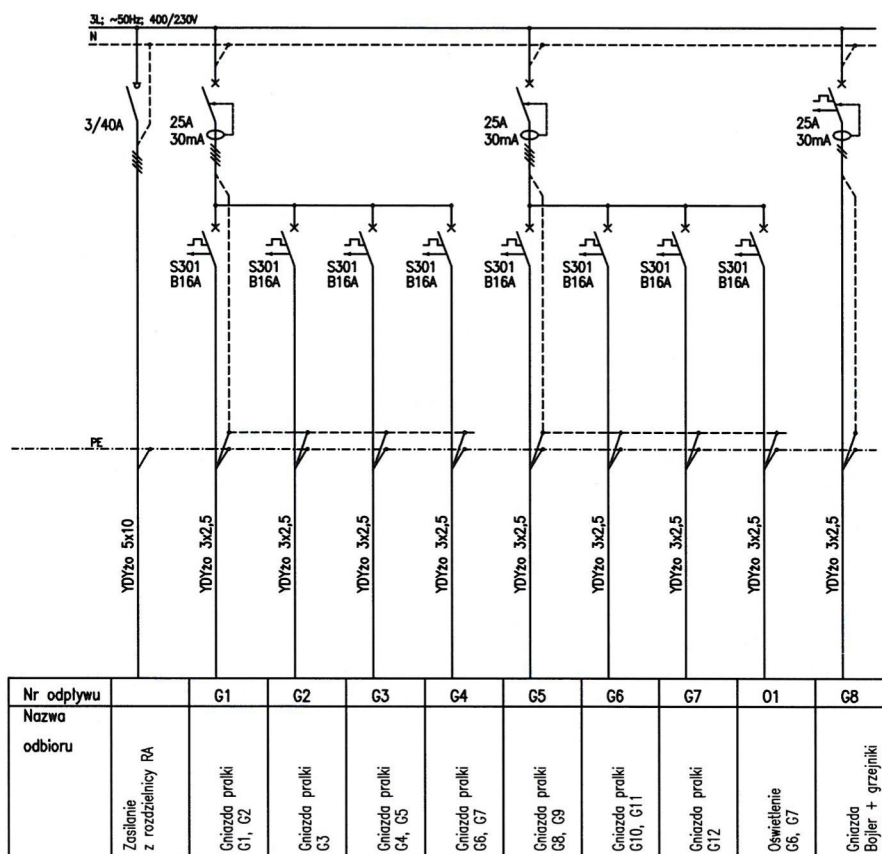 3L; ~50Hz; 400/230V
N
3/40A
25A
30mA
25A
30mA
25A
30mA
S301
B16A
S301
B16A
S301
B16A
S301
B16A
S301
B16A
S301
B16A
S301
B16A
S301
B16A
PE
YDYżo 5x10
YDYżo 3x2,5
YDYżo 3x2,5
YDYżo 3x2,5
YDYżo 3x2,5
YDYżo 3x2,5
YDYżo 3x2,5
YDYżo 3x2,5
YDYżo 3x2,5
YDYżo 3x2,5
Nr odpływu G1 G2 G3 G4 G5 G6 G7 O1 G8
Nazwa
odbioru
Zasilanie
z rozdzielnicy RA
Gniazda pralki
G1, G2
Gniazda pralki
G3
Gniazda pralki
G4, G5
Gniazda pralki
G6, G7
Gniazda pralki
G8, G9
Gniazda pralki
G10, G11
Gniazda pralki
G12
Oświetlenie
G6, G7
Gniazda
Bojler + grzejniki